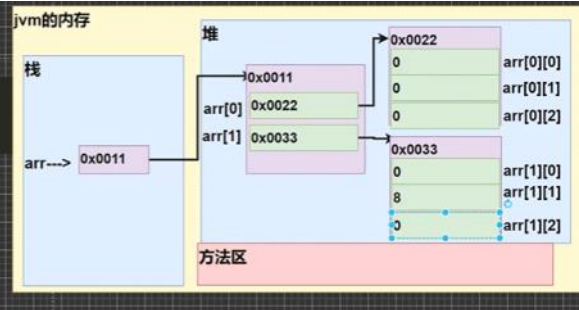 jvm的内存
栈
arr---> 0x0011
堆
0x0011
arr[0] 0x0022
arr[1] 0x0033
0x0022
0 arr[0][0]
0 arr[0][1]
0 arr[0][2]
0x0033
0 arr[1][0]
8 arr[1][1]
0 arr[1][2]
方法区